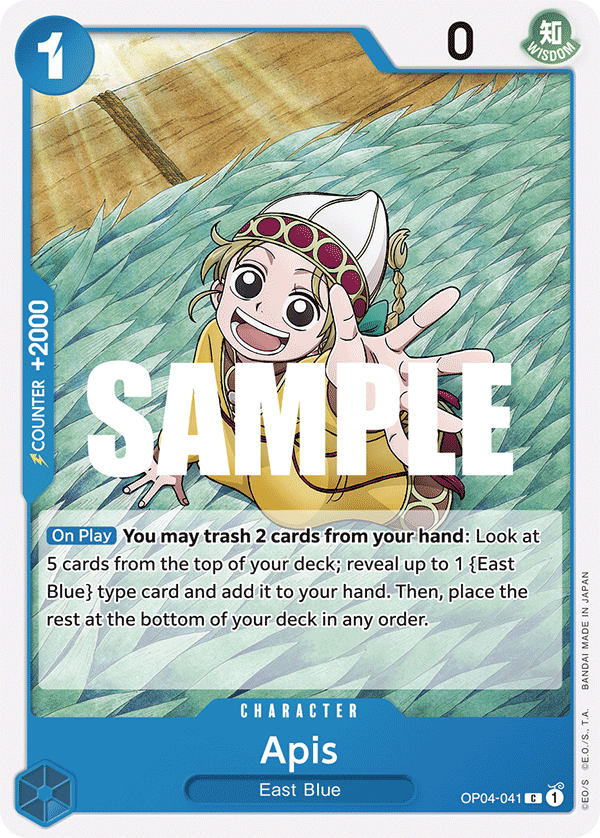 1
0
知
WISDOM
COUNTER +2000
SAMPLE
On Play You may trash 2 cards from your hand: Look at
5 cards from the top of your deck; reveal up to 1 {East
Blue} type card and add it to your hand. Then, place the
rest at the bottom of your deck in any order.
CHARACTER
Apis
East Blue
OP04-041 C 1
©EO/S ©E.O./S., T.A. BANDAI MADE IN JAPAN